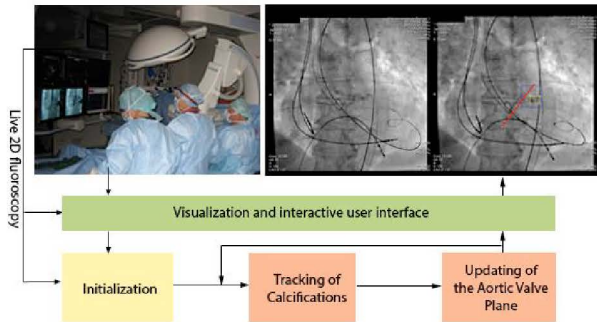 Live 2D fluoroscopy
Visualization and interactive user interface
Initialization
Tracking of
Calcifications
Updating of
the Aortic Valve
Plane